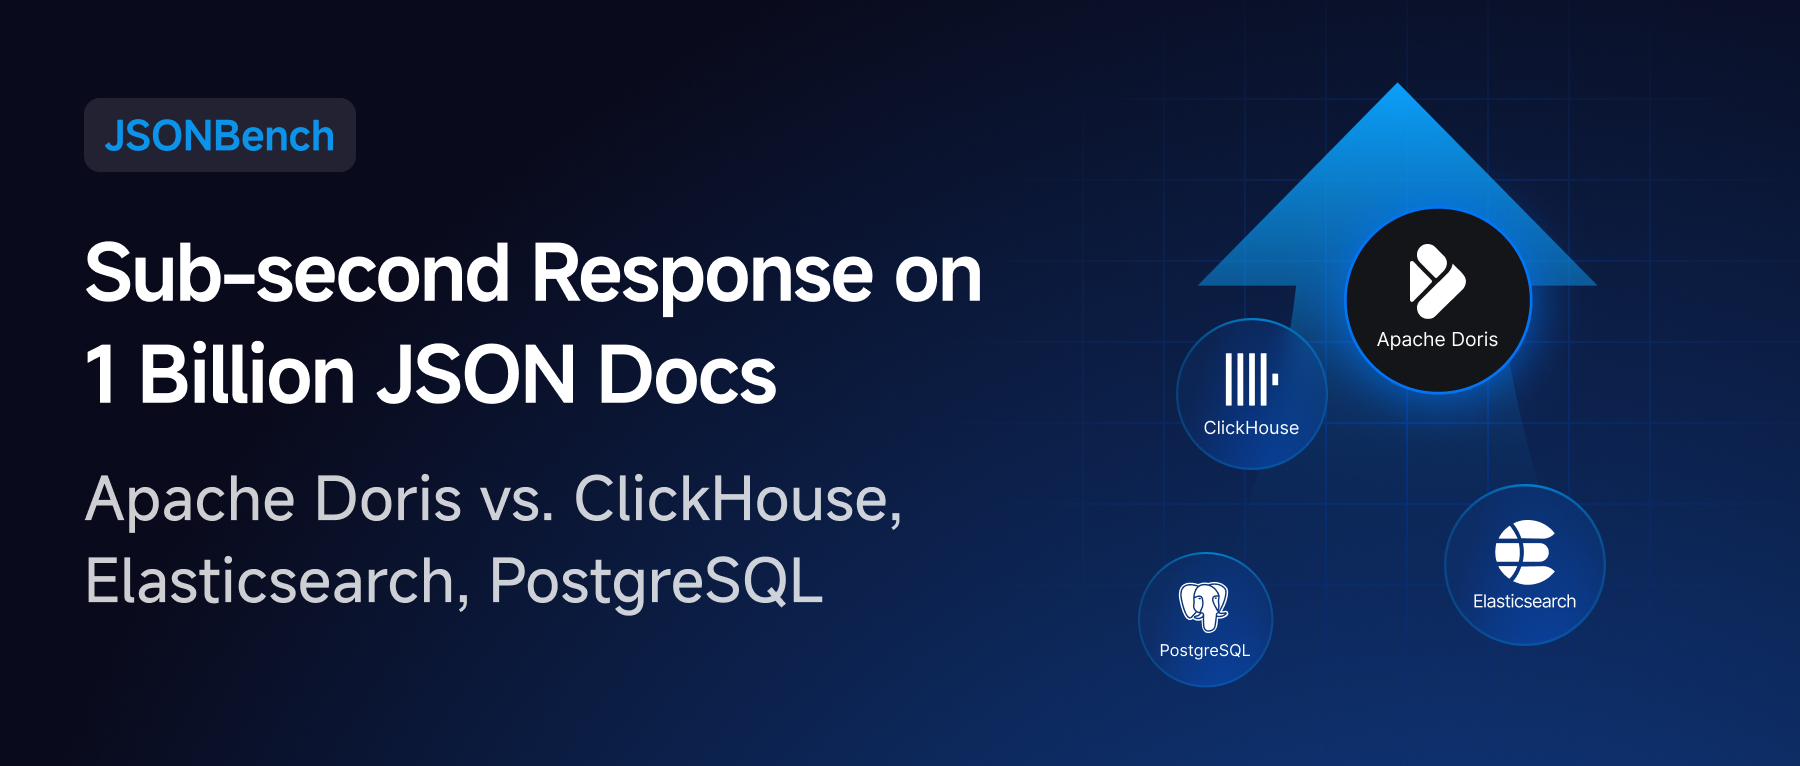 JSONBench
Sub-second Response on
1 Billion JSON Docs
Apache Doris vs. ClickHouse,
Elasticsearch, PostgreSQL
Apache Doris
ClickHouse
Elasticsearch
PostgreSQL